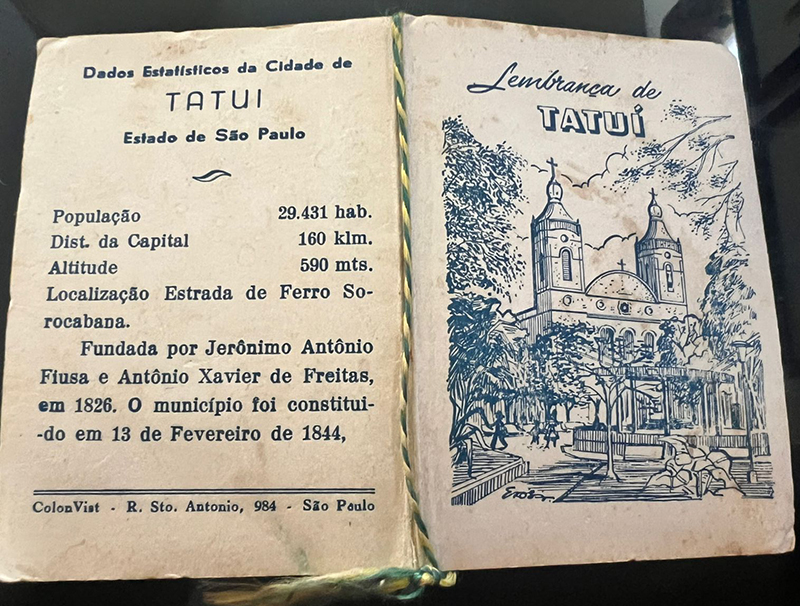 Dados Estatísticos da Cidade de
TATUI
Estado de São Paulo
População 29.431 hab.
Dist. da Capital 160 klm.
Altitude 590 mts.
Localização Estrada de Ferro So-
rocabana.
Fundada por Jerônimo Antônio
Fiusa e Antônio Xavier de Freitas,
em 1826. O município foi constitui-
-do em 13 de Fevereiro de 1844,
ColonVist - R. Sto. Antonio, 984 - São Paulo
Lembrança de
TATUÍ